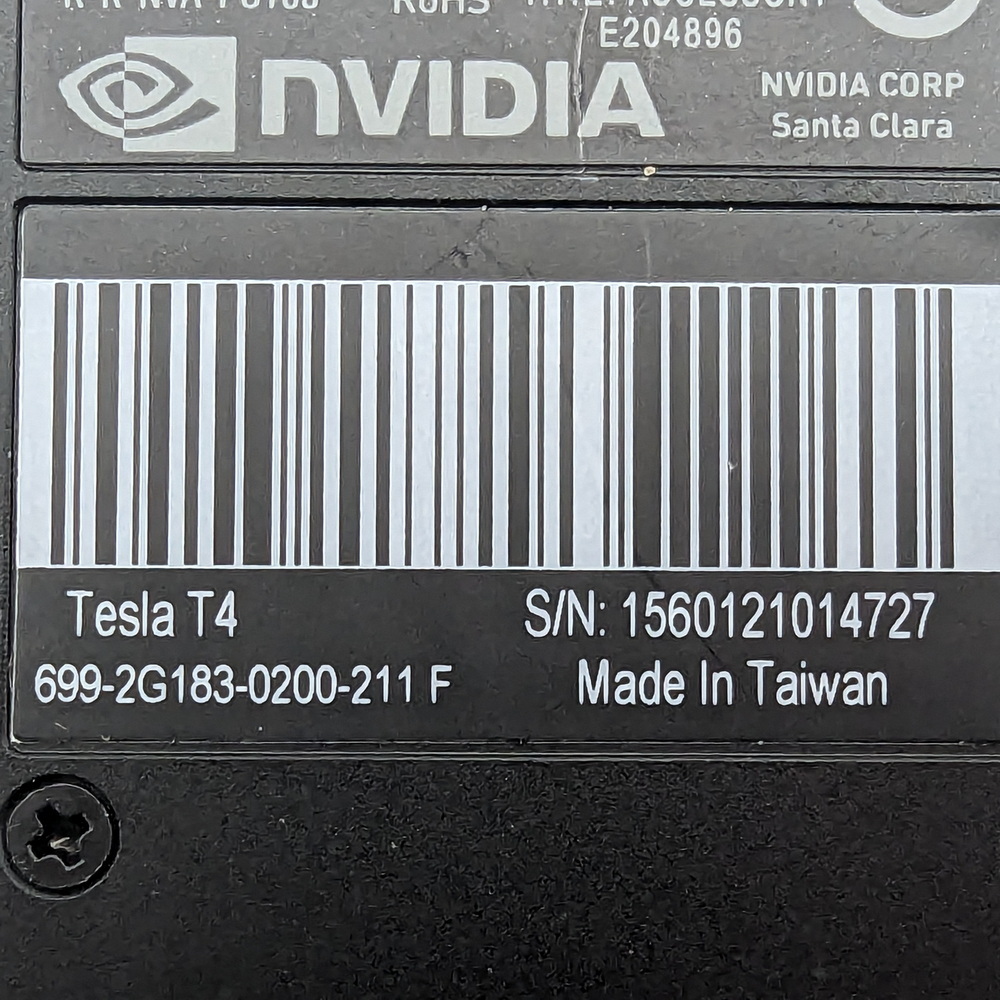 E204896
NVIDIA
NVIDIA CORP
Santa Clara
Tesla T4
S/N: 1560121014727
699-2G183-0200-211 F
Made In Taiwan